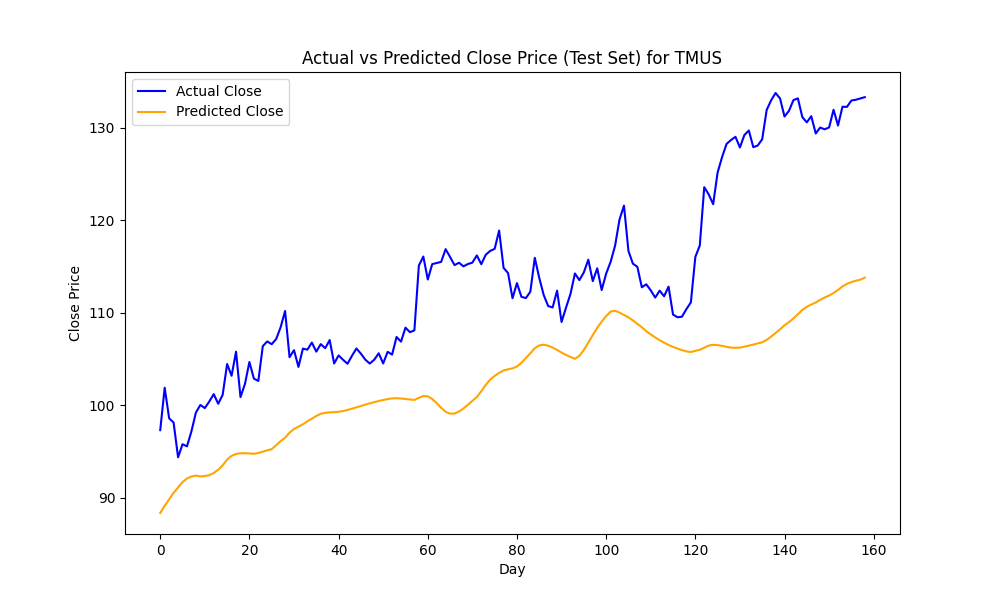 Actual vs Predicted Close Price (Test Set) for TMUS
Actual Close
Predicted Close
Close Price
130
120
110
100
90
0 20 40 60 80 100 120 140 160
Day